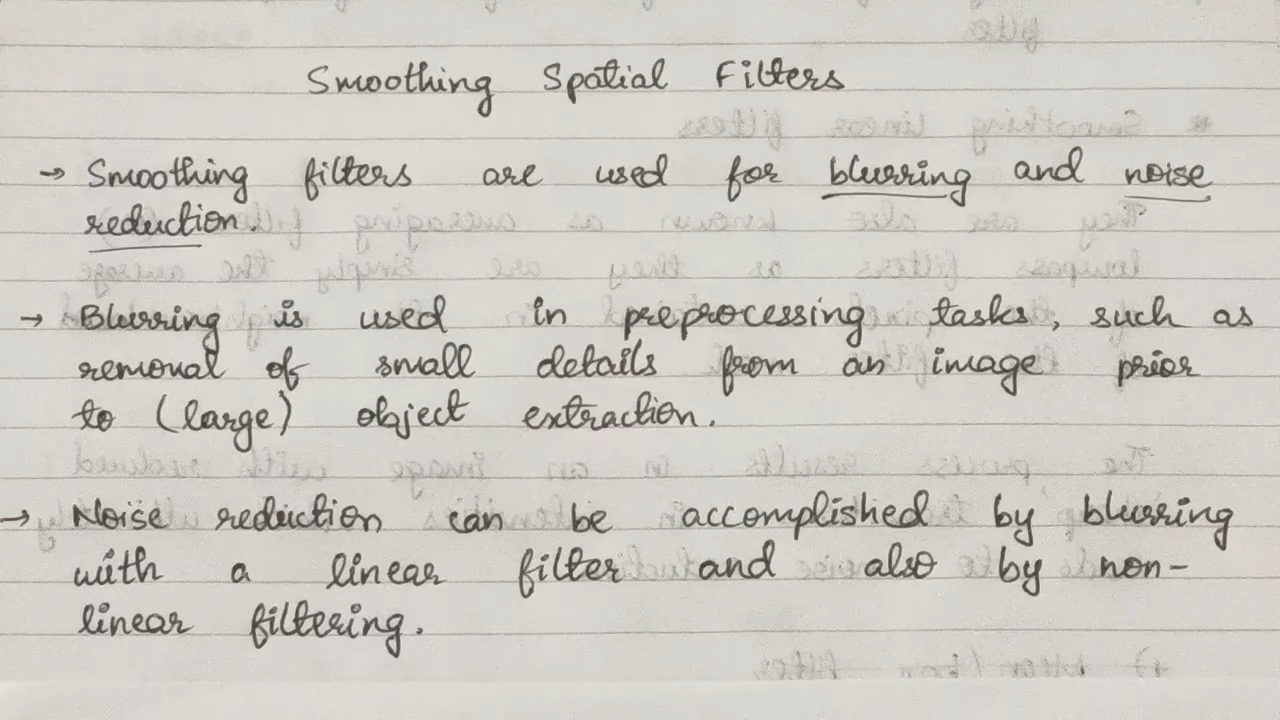 Smoothing Spatial Filters
→ Smoothing filters are used for blurring and noise
reduction.
→ Blurring is used in preprocessing tasks, such as
removal of small details from an image prior
to (large) object extraction.
→ Noise reduction can be accomplished by blurring
with a linear filter and also by non-
linear filtering.